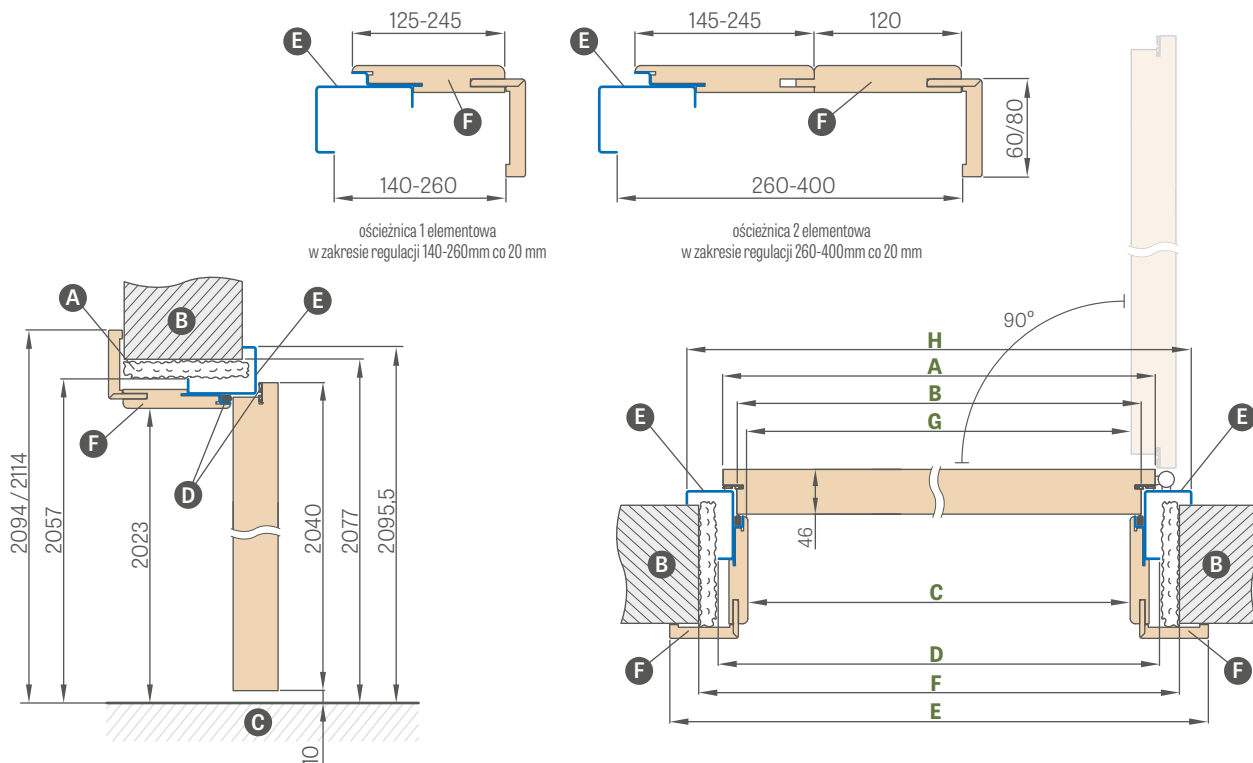 125-245
E
F
140-260
ościeżnica 1 elementowa
w zakresie regulacji 140-260mm co 20 mm
145-245
120
E
F
60/80
260-400
ościeżnica 2 elementowa
w zakresie regulacji 260-400mm co 20 mm
A
B
E
F
D
C
2094 / 2114
2057
2023
2040
2077
2095,5
10
90°
H
A
B
G
E
E
46
B
B
C
F
F
D
F
E